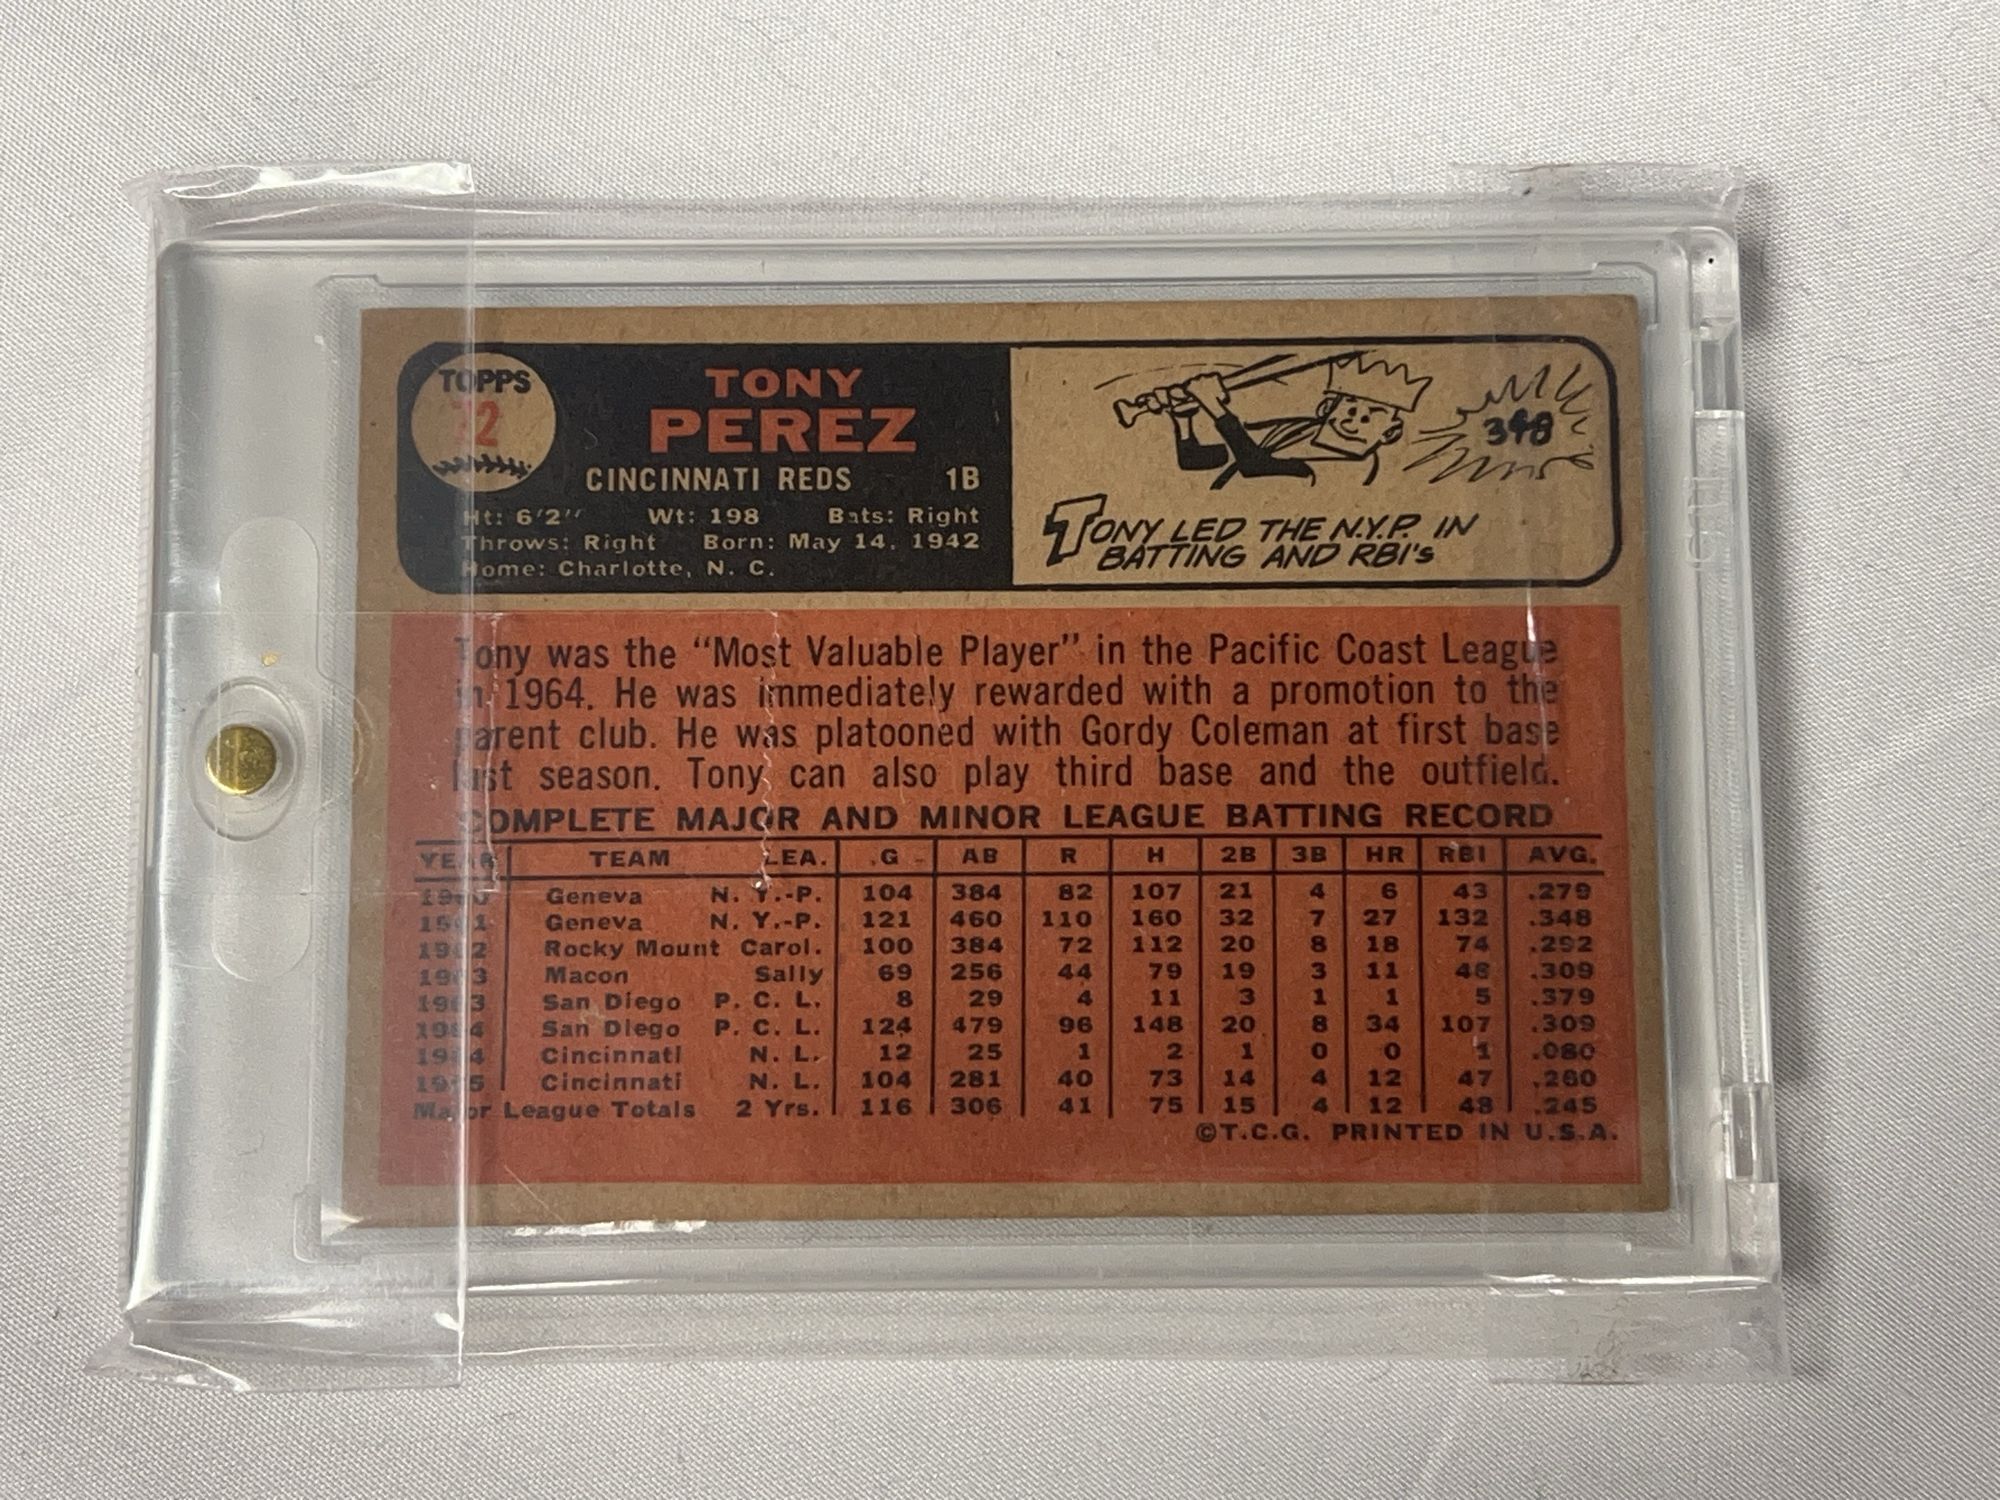 TOPPS
72
TONY
PEREZ
CINCINNATI REDS 1B
Ht: 6'2" Wt: 198 Bats: Right
Throws: Right Born: May 14, 1942
Home: Charlotte, N. C.
TONY LED THE N.Y.P. IN
BATTING AND RBI's
Tony was the "Most Valuable Player" in the Pacific Coast League
in 1964. He was immediately rewarded with a promotion to the
parent club. He was platooned with Gordy Coleman at first base
last season. Tony can also play third base and the outfield.
COMPLETE MAJOR AND MINOR LEAGUE BATTING RECORD
YEAR TEAM LEA. G AB R H 2B 3B HR RBI AVG.
1960 Geneva N. Y.-P. 104 384 82 107 21 4 6 43 .279
1961 Geneva N. Y.-P. 121 460 110 160 32 7 27 132 .348
1962 Rocky Mount Carol. 100 384 72 112 20 8 18 74 .292
1963 Macon Sally 69 256 44 79 19 3 11 48 .309
1963 San Diego P. C. L. 8 29 4 11 3 1 1 5 .379
1964 San Diego P. C. L. 124 479 96 148 20 8 34 107 .309
1964 Cincinnati N. L. 12 25 1 2 1 0 0 1 .080
1965 Cincinnati N. L. 104 281 40 73 14 4 12 47 .260
Major League Totals 2 Yrs. 116 306 41 75 15 4 12 48 .245
©T.C.G. PRINTED IN U.S.A.